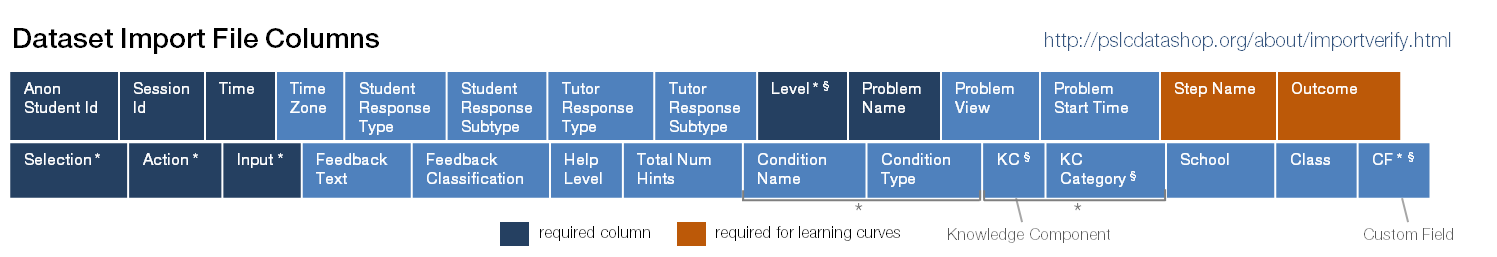 Dataset Import File Columns
http://pslcdatashop.org/about/importverify.html
Anon
Student Id
Session
Id
Time
Time
Zone
Student
Response
Type
Student
Response
Subtype
Tutor
Response
Type
Tutor
Response
Subtype
Level * §
Problem
Name
Problem
View
Problem
Start Time
Step Name
Outcome
Selection *
Action *
Input *
Feedback
Text
Feedback
Classification
Help
Level
Total Num
Hints
Condition
Name
Condition
Type
KC §
KC
Category §
School
Class
CF * §
*
*
required column
required for learning curves
Knowledge Component
Custom Field